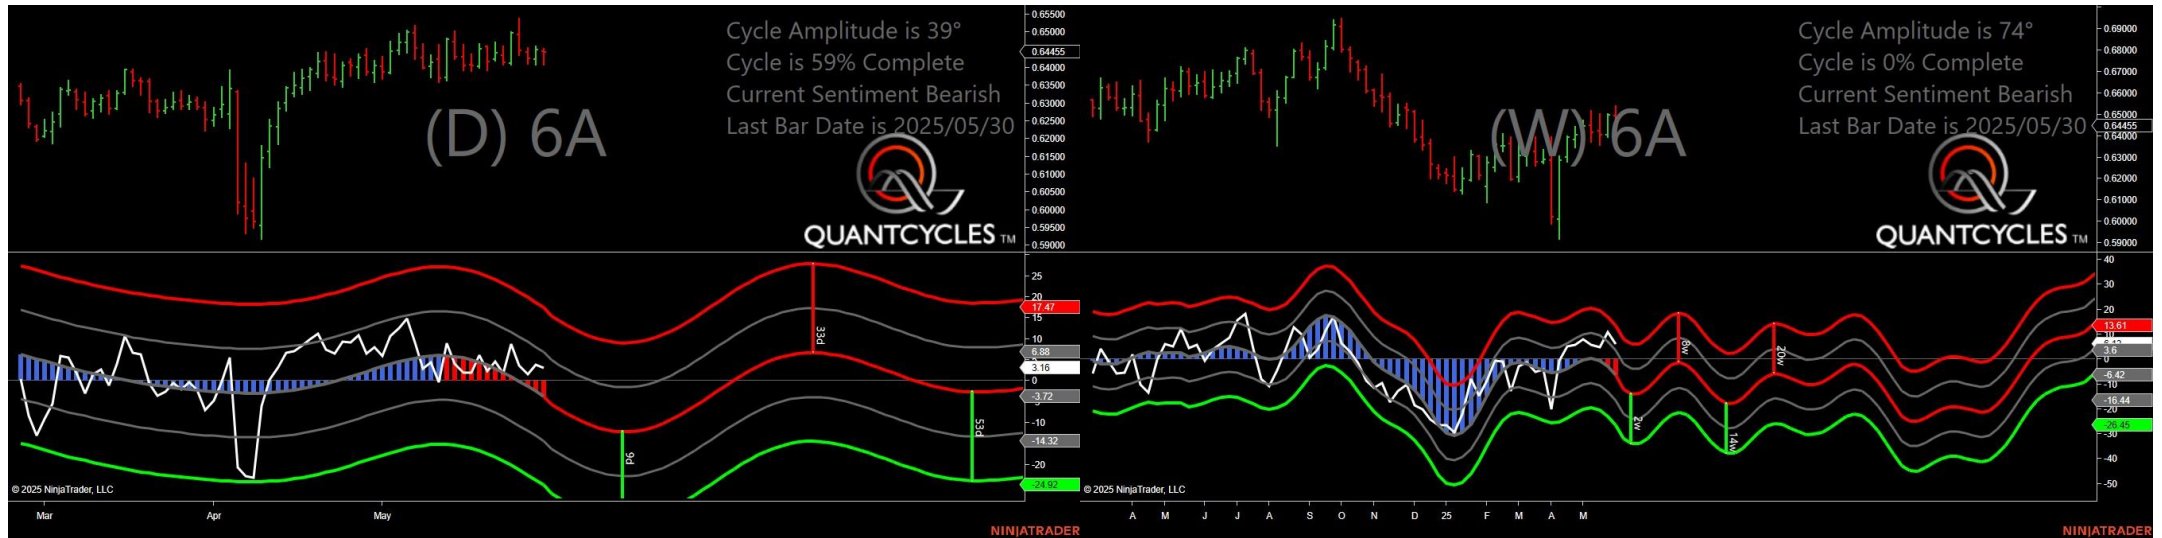 Cycle Amplitude is 39°
Cycle is 59% Complete
Current Sentiment Bearish
Last Bar Date is 2025/05/30
(D) 6A
QUANTCYCLES TM
0.65500
0.65000
0.64455
0.64000
0.63500
0.63000
0.62500
0.62000
0.61500
0.61000
0.60500
0.60000
0.59500
0.59000
25
20
17.47
15
10
6.88
3.16
0
-3.72
-10
-14.32
-20
-24.92
33d
53d
9d
© 2025 NinjaTrader, LLC
Mar Apr May
NINJATRADER
Cycle Amplitude is 74°
Cycle is 0% Complete
Current Sentiment Bearish
Last Bar Date is 2025/05/30
(W) 6A
QUANTCYCLES TM
0.69000
0.68000
0.67000
0.66000
0.65000
0.64455
0.64000
0.63000
0.62000
0.61000
0.60000
0.59000
40
30
20
13.61
3.6
0
-6.42
-10
-16.44
-20
-26.45
-30
-40
-50
8w
20w
2w
14w
© 2025 NinjaTrader, LLC
A M J J A S O N D 25 F M A M
NINJATRADER